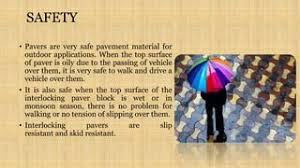 SAFETY
• Pavers are very safe pavement material for
outdoor applications. When the top surface
of paver is oily due to the passing of vehicle
over them, it is very safe to walk and drive a
vehicle over them.
• It is also safe when the top surface of the
interlocking paver block is wet or in
monsoon season, there is no problem for
walking or no tension of slipping over them.
• Interlocking pavers are slip
resistant and skid resistant.